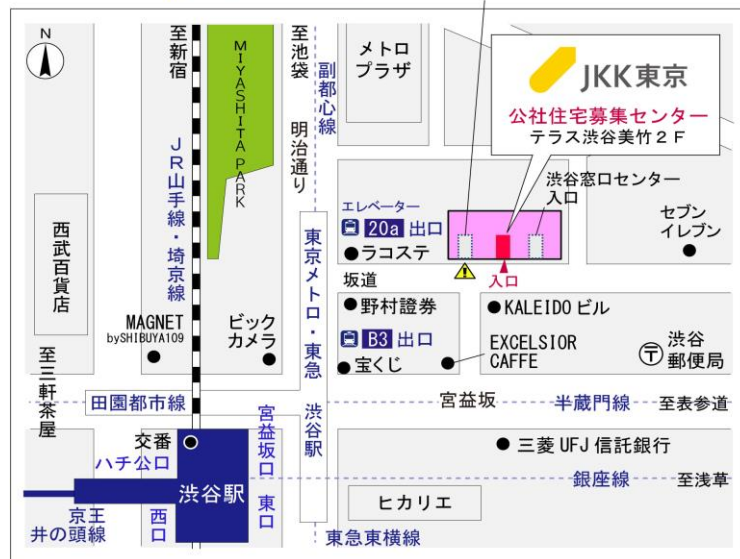 N
至新宿
MIYASHITA PARK
至池袋
明治通り
副都心線
メトロ
プラザ
JKK東京
公社住宅募集センター
テラス渋谷美竹2F
JR山手線・埼京線
西武百貨店
エレベーター
20a 出口
ラコステ
渋谷窓口センター
入口
セブン
イレブン
入口
坂道
東京メトロ・東急 渋谷駅
野村證券
KALEIDO ビル
MAGNET
bySHIBUYA109
ビック
カメラ
B3 出口
宝くじ
EXCELSIOR
CAFFE
渋谷
郵便局
至三軒茶屋
田園都市線
宮益坂
半蔵門線
至表参道
交番
ハチ公口
宮益坂口
三菱UFJ信託銀行
渋谷駅
銀座線
至浅草
京王
井の頭線
西口
東口
ヒカリエ
東急東横線